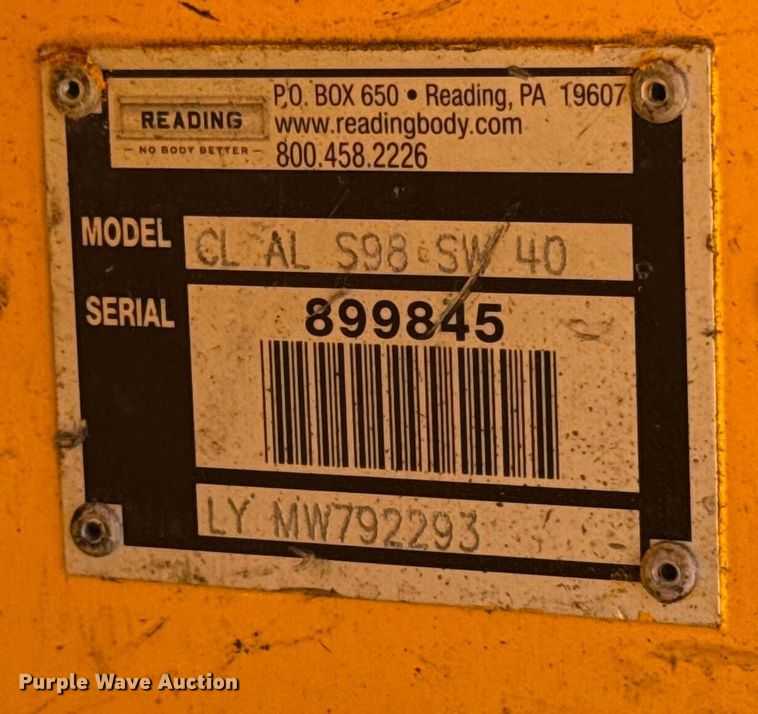 P.O. BOX 650 • Reading, PA 19607
READING
www.readingbody.com
— NO BODY BETTER —
800.458.2226
MODEL CL AL S98 SW 40
SERIAL 899845
LY MW792293
Purple Wave Auction